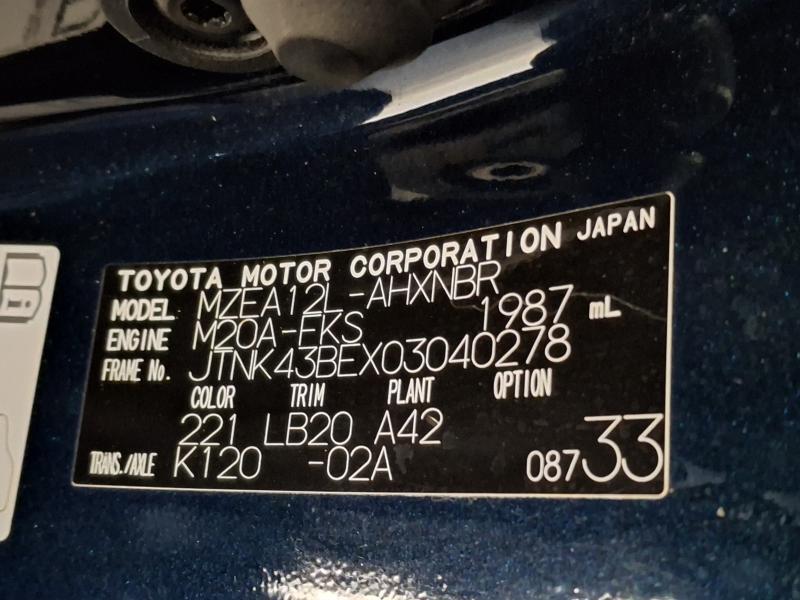 TOYOTA MOTOR CORPORATION JAPAN
MODEL MZEA12L-AHXNBR
ENGINE M20A-FKS 1987 mL
FRAME No. JTNK43BEX03040278
COLOR TRIM PLANT OPTION
221 LB20 A42
TRANS./AXLE K120 -02A 08733
B